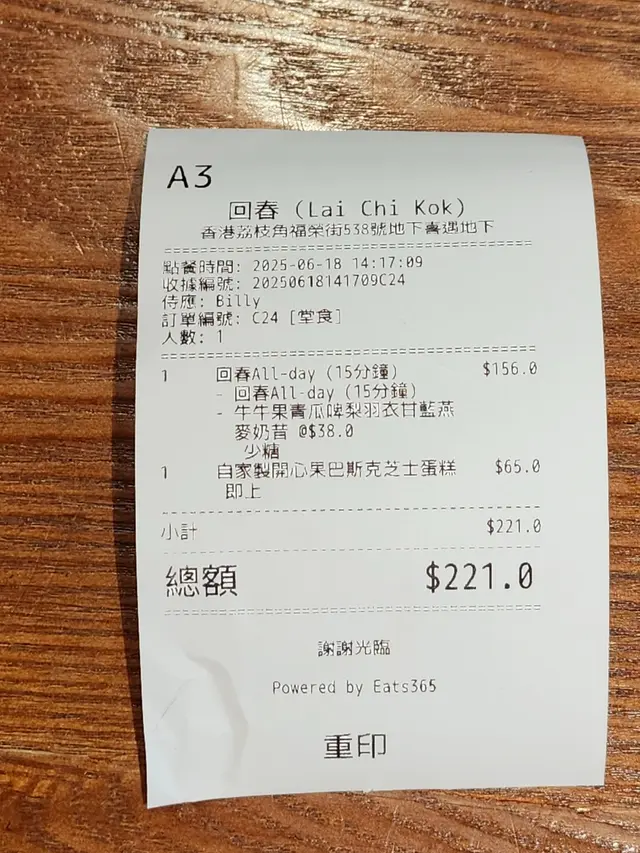 A3
回春 (Lai Chi Kok)
香港荔枝角福榮街538號地下喜遇地下
點餐時間: 2025-06-18 14:17:09
收據編號: 20250618141709C24
侍應: Billy
訂單編號: C24 [堂食]
人數: 1
1 回春All-day (15分鐘) $156.0
- 回春All-day (15分鐘)
- 牛牛果青瓜啤梨羽衣甘藍燕
麥奶昔 @$38.0
少糖
1 自家製開心果巴斯克芝士蛋糕 $65.0
即上
小計 $221.0
總額 $221.0
謝謝光臨
Powered by Eats365
重印